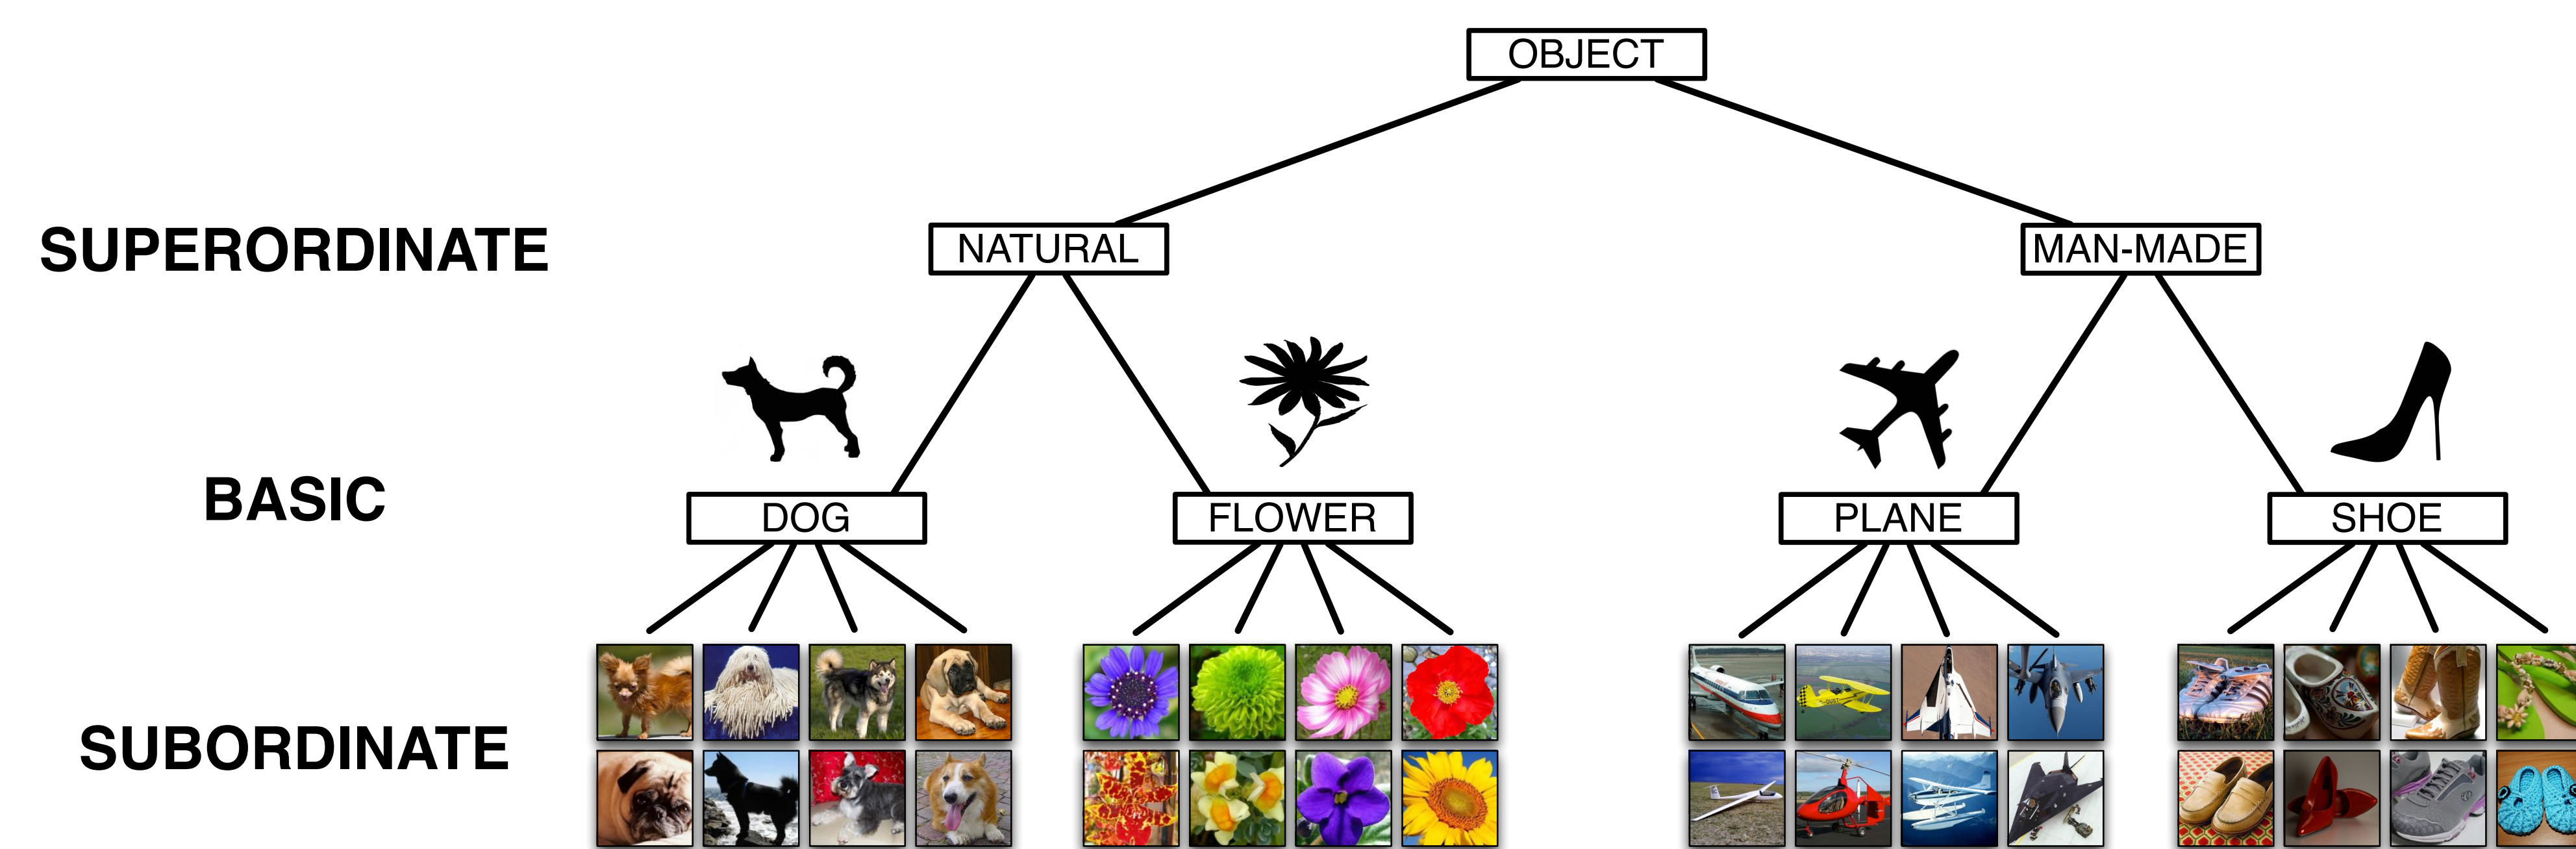 OBJECT
SUPERORDINATE
NATURAL
MAN-MADE
BASIC
DOG
FLOWER
PLANE
SHOE
SUBORDINATE